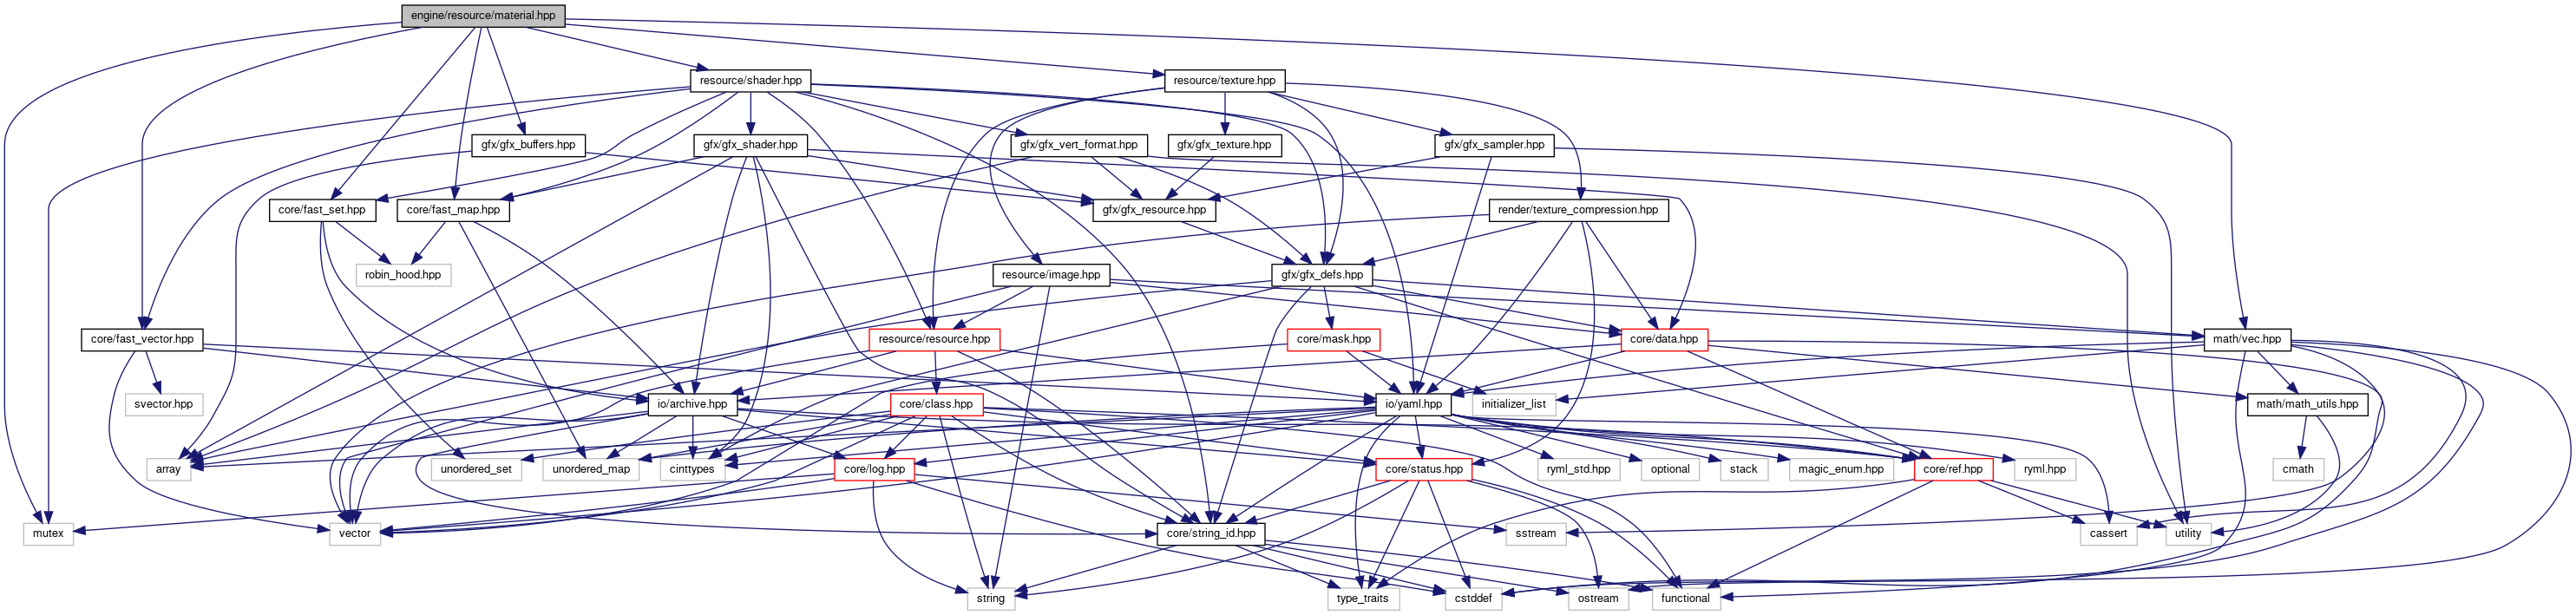 engine/resource/material.hpp
resource/shader.hpp
resource/texture.hpp
gfx/gfx_buffers.hpp
gfx/gfx_shader.hpp
gfx/gfx_vert_format.hpp
gfx/gfx_texture.hpp
gfx/gfx_sampler.hpp
core/fast_set.hpp
core/fast_map.hpp
gfx/gfx_resource.hpp
render/texture_compression.hpp
robin_hood.hpp
resource/image.hpp
gfx/gfx_defs.hpp
core/fast_vector.hpp
resource/resource.hpp
core/mask.hpp
core/data.hpp
math/vec.hpp
svector.hpp
io/archive.hpp
core/class.hpp
io/yaml.hpp
initializer_list
math/math_utils.hpp
array
unordered_set
unordered_map
cinttypes
core/log.hpp
core/status.hpp
ryml_std.hpp
optional
stack
magic_enum.hpp
core/ref.hpp
ryml.hpp
cmath
mutex
vector
core/string_id.hpp
sstream
cassert
utility
string
type_traits
cstddef
ostream
functional